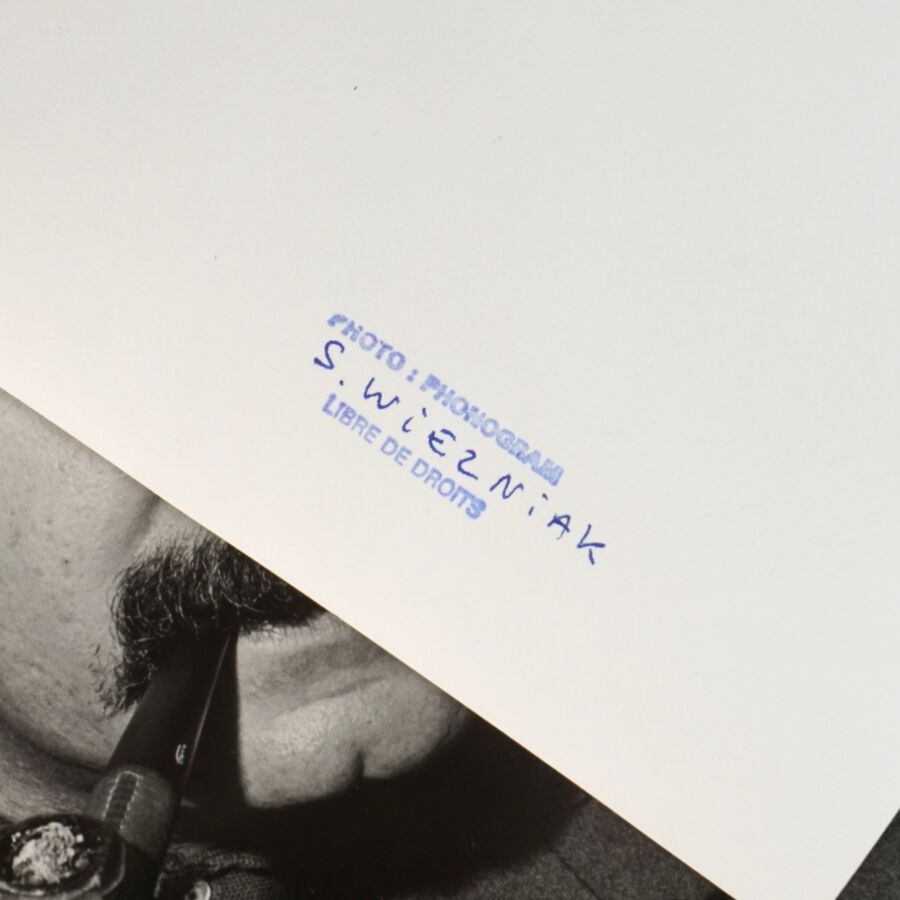 PHOTO : PHONOGRAM
S. WiEZNiAK
LIBRE DE DROITS